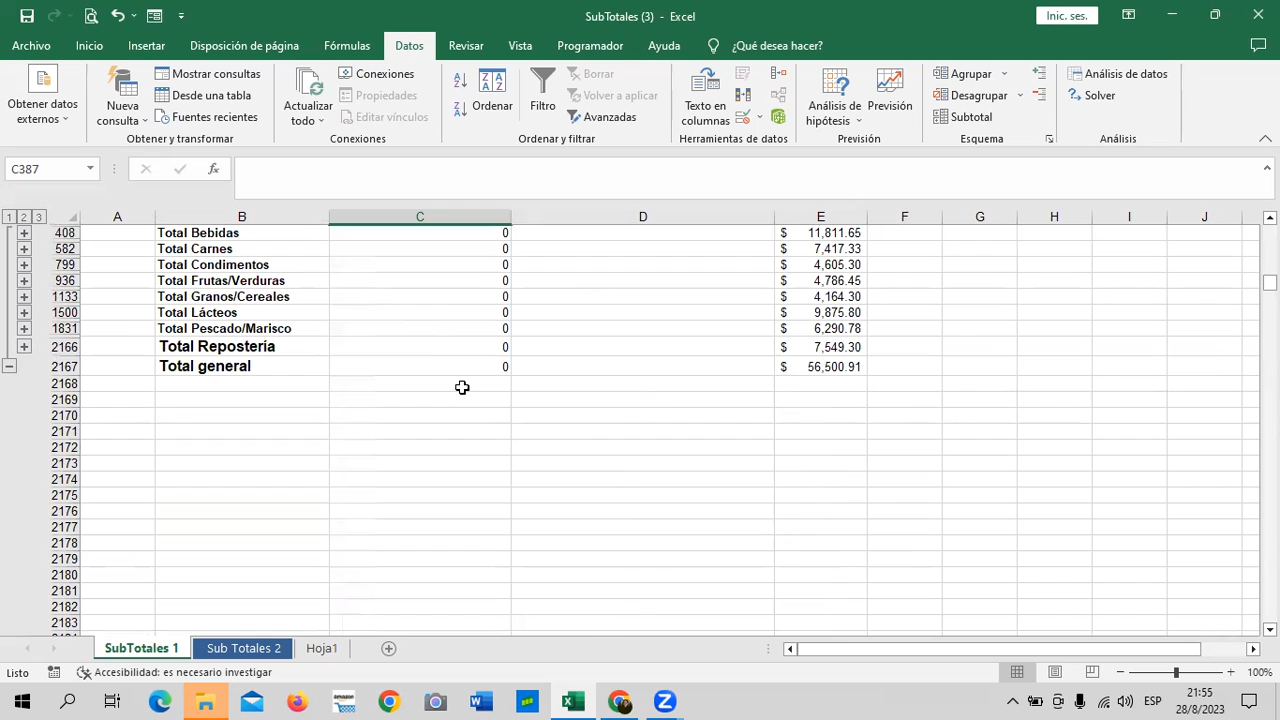 SubTotales (3) - Excel
Inic. ses.
Archivo Inicio Insertar Disposición de página Fórmulas Datos Revisar Vista Programador Ayuda ¿Qué desea hacer?
Obtener datos externos
Nueva consulta
Mostrar consultas
Desde una tabla
Fuentes recientes
Obtener y transformar
Actualizar todo
Conexiones
Propiedades
Editar vínculos
Conexiones
Ordenar
Filtro
Borrar
Volver a aplicar
Avanzadas
Ordenar y filtrar
Texto en columnas
Herramientas de datos
Análisis de hipótesis
Previsión
Previsión
Agrupar
Desagrupar
Subtotal
Esquema
Análisis de datos
Solver
Análisis
C387 fx
1 2 3 A B C D E F G H I J
408 Total Bebidas 0 $ 11,811.65
582 Total Carnes 0 $ 7,417.33
799 Total Condimentos 0 $ 4,605.30
936 Total Frutas/Verduras 0 $ 4,786.45
1133 Total Granos/Cereales 0 $ 4,164.30
1500 Total Lácteos 0 $ 9,875.80
1831 Total Pescado/Marisco 0 $ 6,290.78
2166 Total Reposteria 0 $ 7,549.30
2167 Total general 0 $ 56,500.91
2168
2169
2170
2171
2172
2173
2174
2175
2176
2177
2178
2179
2180
2181
2182
2183
SubTotales 1 Sub Totales 2 Hoja1
Listo Accesibilidad: es necesario investigar 100%
ESP
21:55
28/8/2023